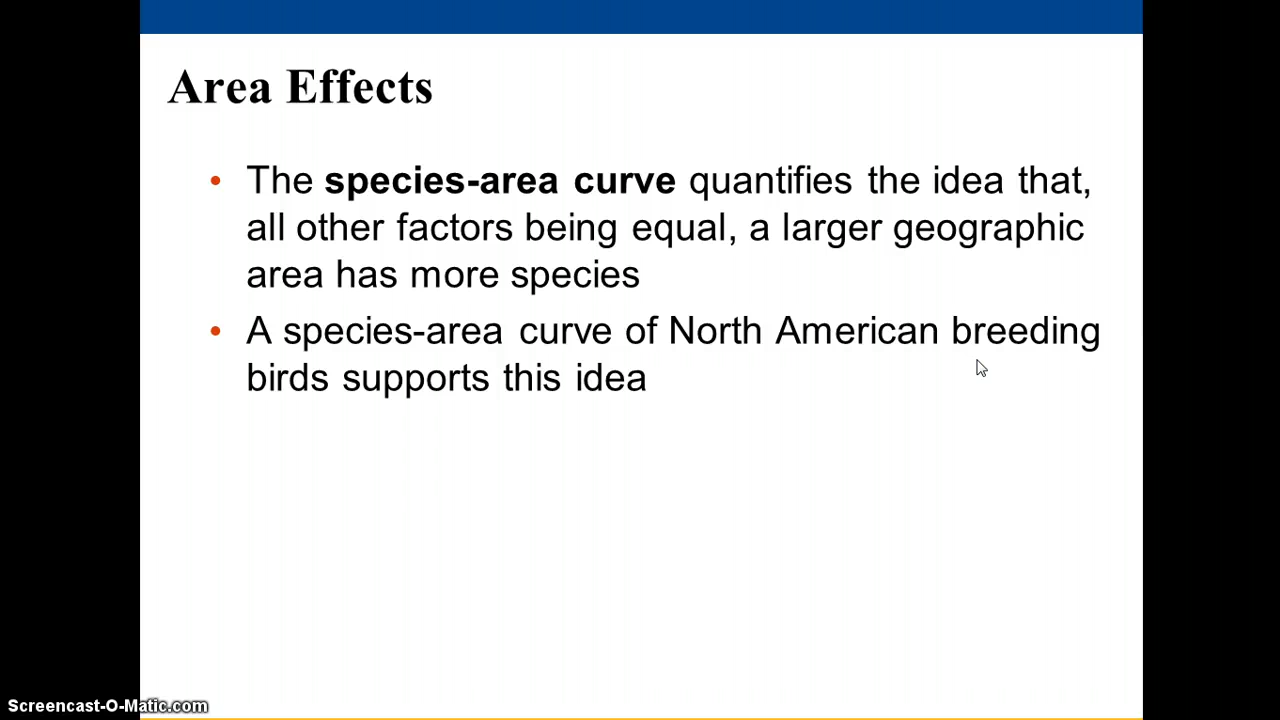 Area Effects
• The species-area curve quantifies the idea that,
all other factors being equal, a larger geographic
area has more species
• A species-area curve of North American breeding
birds supports this idea
Screencast-O-Matic.com